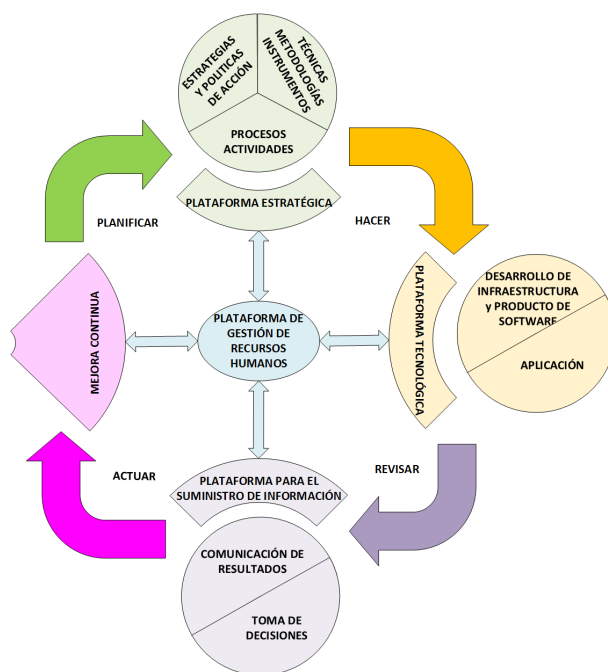 ESTRATEGIAS
Y POLITICAS
DE ACCIÓN
TÉCNICAS
METODOLOGÍAS
INSTRUMENTOS
PROCESOS
ACTIVIDADES
PLATAFORMA ESTRATÉGICA
PLANIFICAR
HACER
PLATAFORMA TECNOLÓGICA
DESARROLLO DE
INFRAESTRUCTURA
y PRODUCTO DE
SOFTWARE
APLICACIÓN
MEJORA CONTINUA
PLATAFORMA DE
GESTIÓN DE
RECURSOS
HUMANOS
ACTUAR
REVISAR
PLATAFORMA PARA EL
SUMINISTRO DE INFORMACIÓN
COMUNICACIÓN DE
RESULTADOS
TOMA DE
DECISIONES